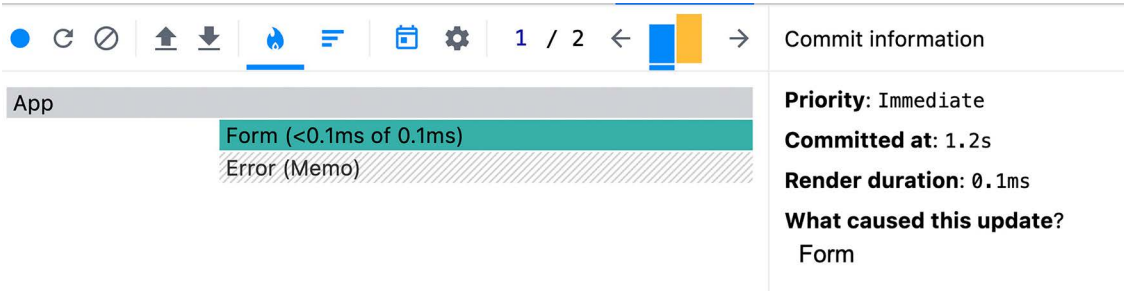 1 / 2
Commit information
App
Form (<0.1ms of 0.1ms)
Error (Memo)
Priority: Immediate
Committed at: 1.2s
Render duration: 0.1ms
What caused this update?
Form